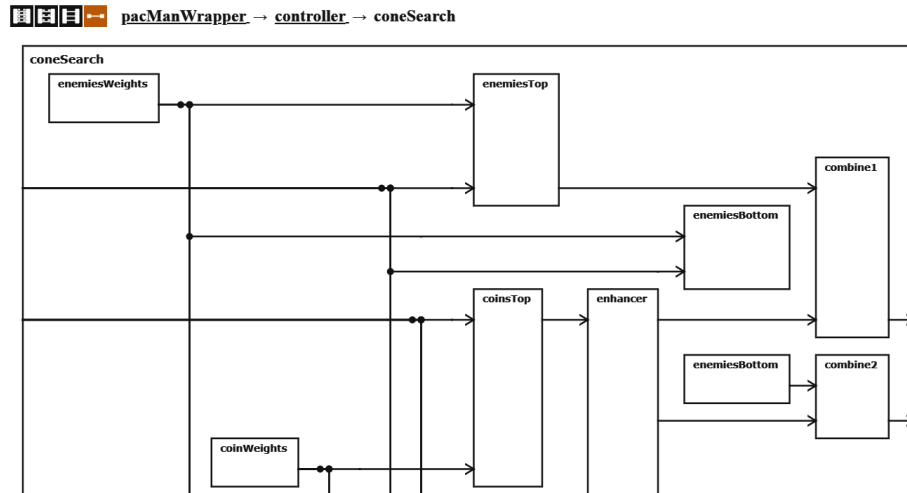 pacManWrapper → controller → coneSearch
coneSearch
enemiesWeights
enemiesTop
combine1
enemiesBottom
coinsTop
enhancer
enemiesBottom
combine2
coinWeights